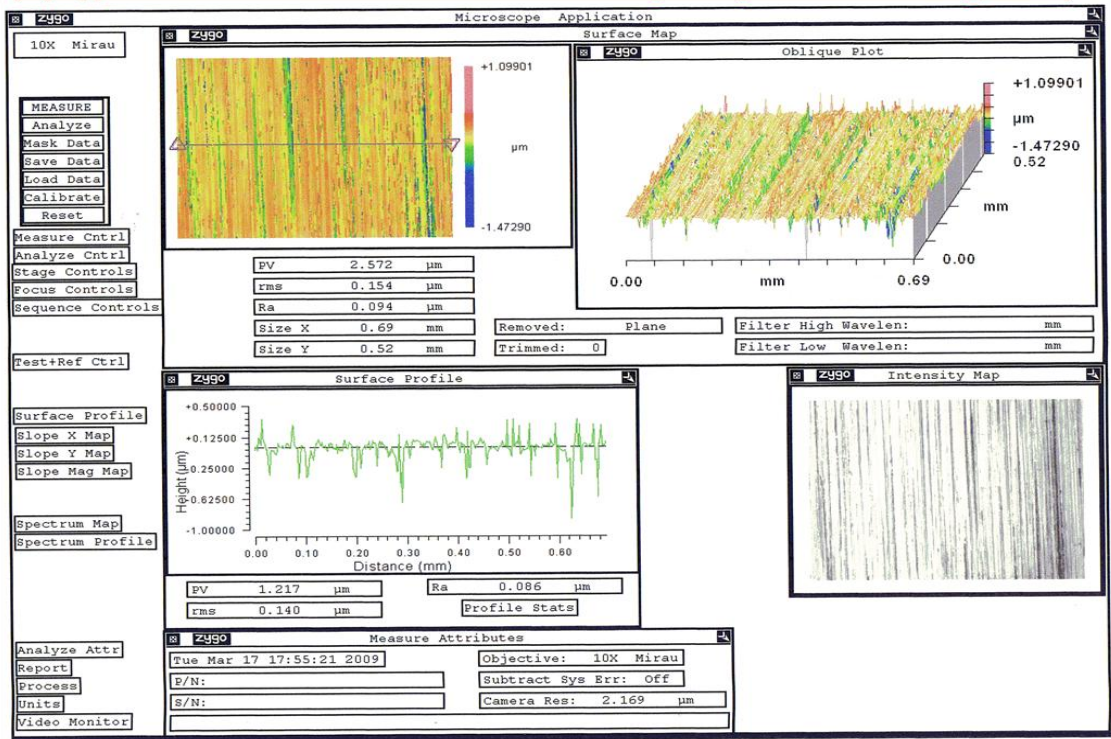 zygo
Microscope Application
10X Mirau
MEASURE
Analyze
Mask Data
Save Data
Load Data
Calibrate
Reset
Measure Cntrl
Analyze Cntrl
Stage Controls
Focus Controls
Sequence Controls
Test+Ref Ctrl
Surface Profile
Slope X Map
Slope Y Map
Slope Mag Map
Spectrum Map
Spectrum Profile
Analyze Attr
Report
Process
Units
Video Monitor
zygo
Surface Map
+1.09901
µm
-1.47290
zygo
Oblique Plot
+1.09901
µm
-1.47290
0.52
mm
0.00
0.00
mm
0.69
PV 2.572 µm
rms 0.154 µm
Ra 0.094 µm
Size X 0.69 mm
Size Y 0.52 mm
Removed: Plane
Trimmed: 0
Filter High Wavelen: mm
Filter Low Wavelen: mm
zygo
Surface Profile
+0.50000
+0.12500
-0.25000
-0.62500
-1.00000
Height (µm)
0.00 0.10 0.20 0.30 0.40 0.50 0.60
Distance (mm)
PV 1.217 µm
rms 0.140 µm
Ra 0.086 µm
Profile Stats
zygo
Intensity Map
zygo
Measure Attributes
Tue Mar 17 17:55:21 2009
P/N:
S/N:
Objective: 10X Mirau
Subtract Sys Err: Off
Camera Res: 2.169 µm